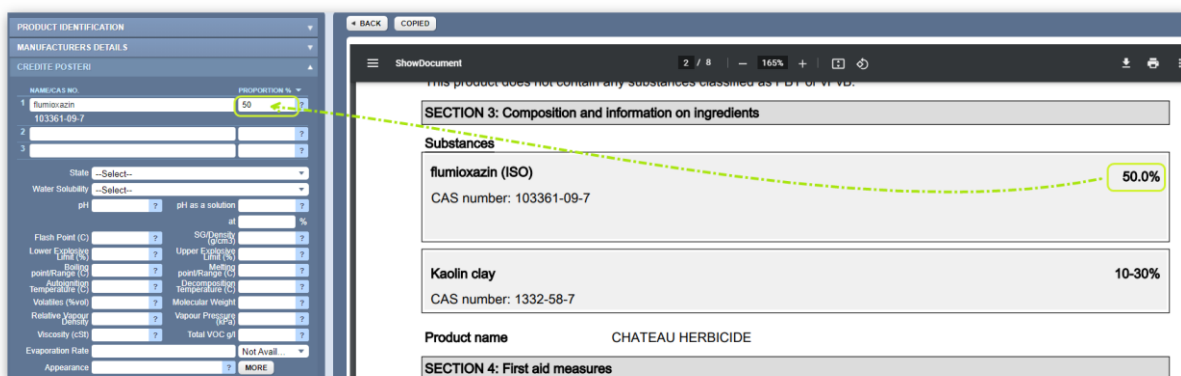 PRODUCT IDENTIFICATION
MANUFACTURERS DETAILS
CREDITE POSTERI
NAME/CAS NO. PROPORTION %
1 flumioxazin 50 ?
103361-09-7
2 ?
3 ?
State --Select--
Water Solubility --Select--
pH ? pH as a solution ?
at %
Flash Point (C) ? SG/Density (g/cm3) ?
Lower Explosive Limit (%) ? Upper Explosive Limit (%) ?
Boiling point/Range (C) ? Melting point/Range (C) ?
Autoignition Temperature (C) ? Decomposition Temperature (C) ?
Volatiles (%vol) ? Molecular Weight ?
Relative Vapour Density ? Vapour Pressure (kPa) ?
Viscosity (cSt) ? Total VOC g/l ?
Evaporation Rate Not Avail...
Appearance ? MORE
BACK COPIED
ShowDocument 2 / 8 — 165% +
This product does not contain any substances classified as PBT or vPvB.
SECTION 3: Composition and information on ingredients
Substances
flumioxazin (ISO) 50.0%
CAS number: 103361-09-7
Kaolin clay 10-30%
CAS number: 1332-58-7
Product name CHATEAU HERBICIDE
SECTION 4: First aid measures